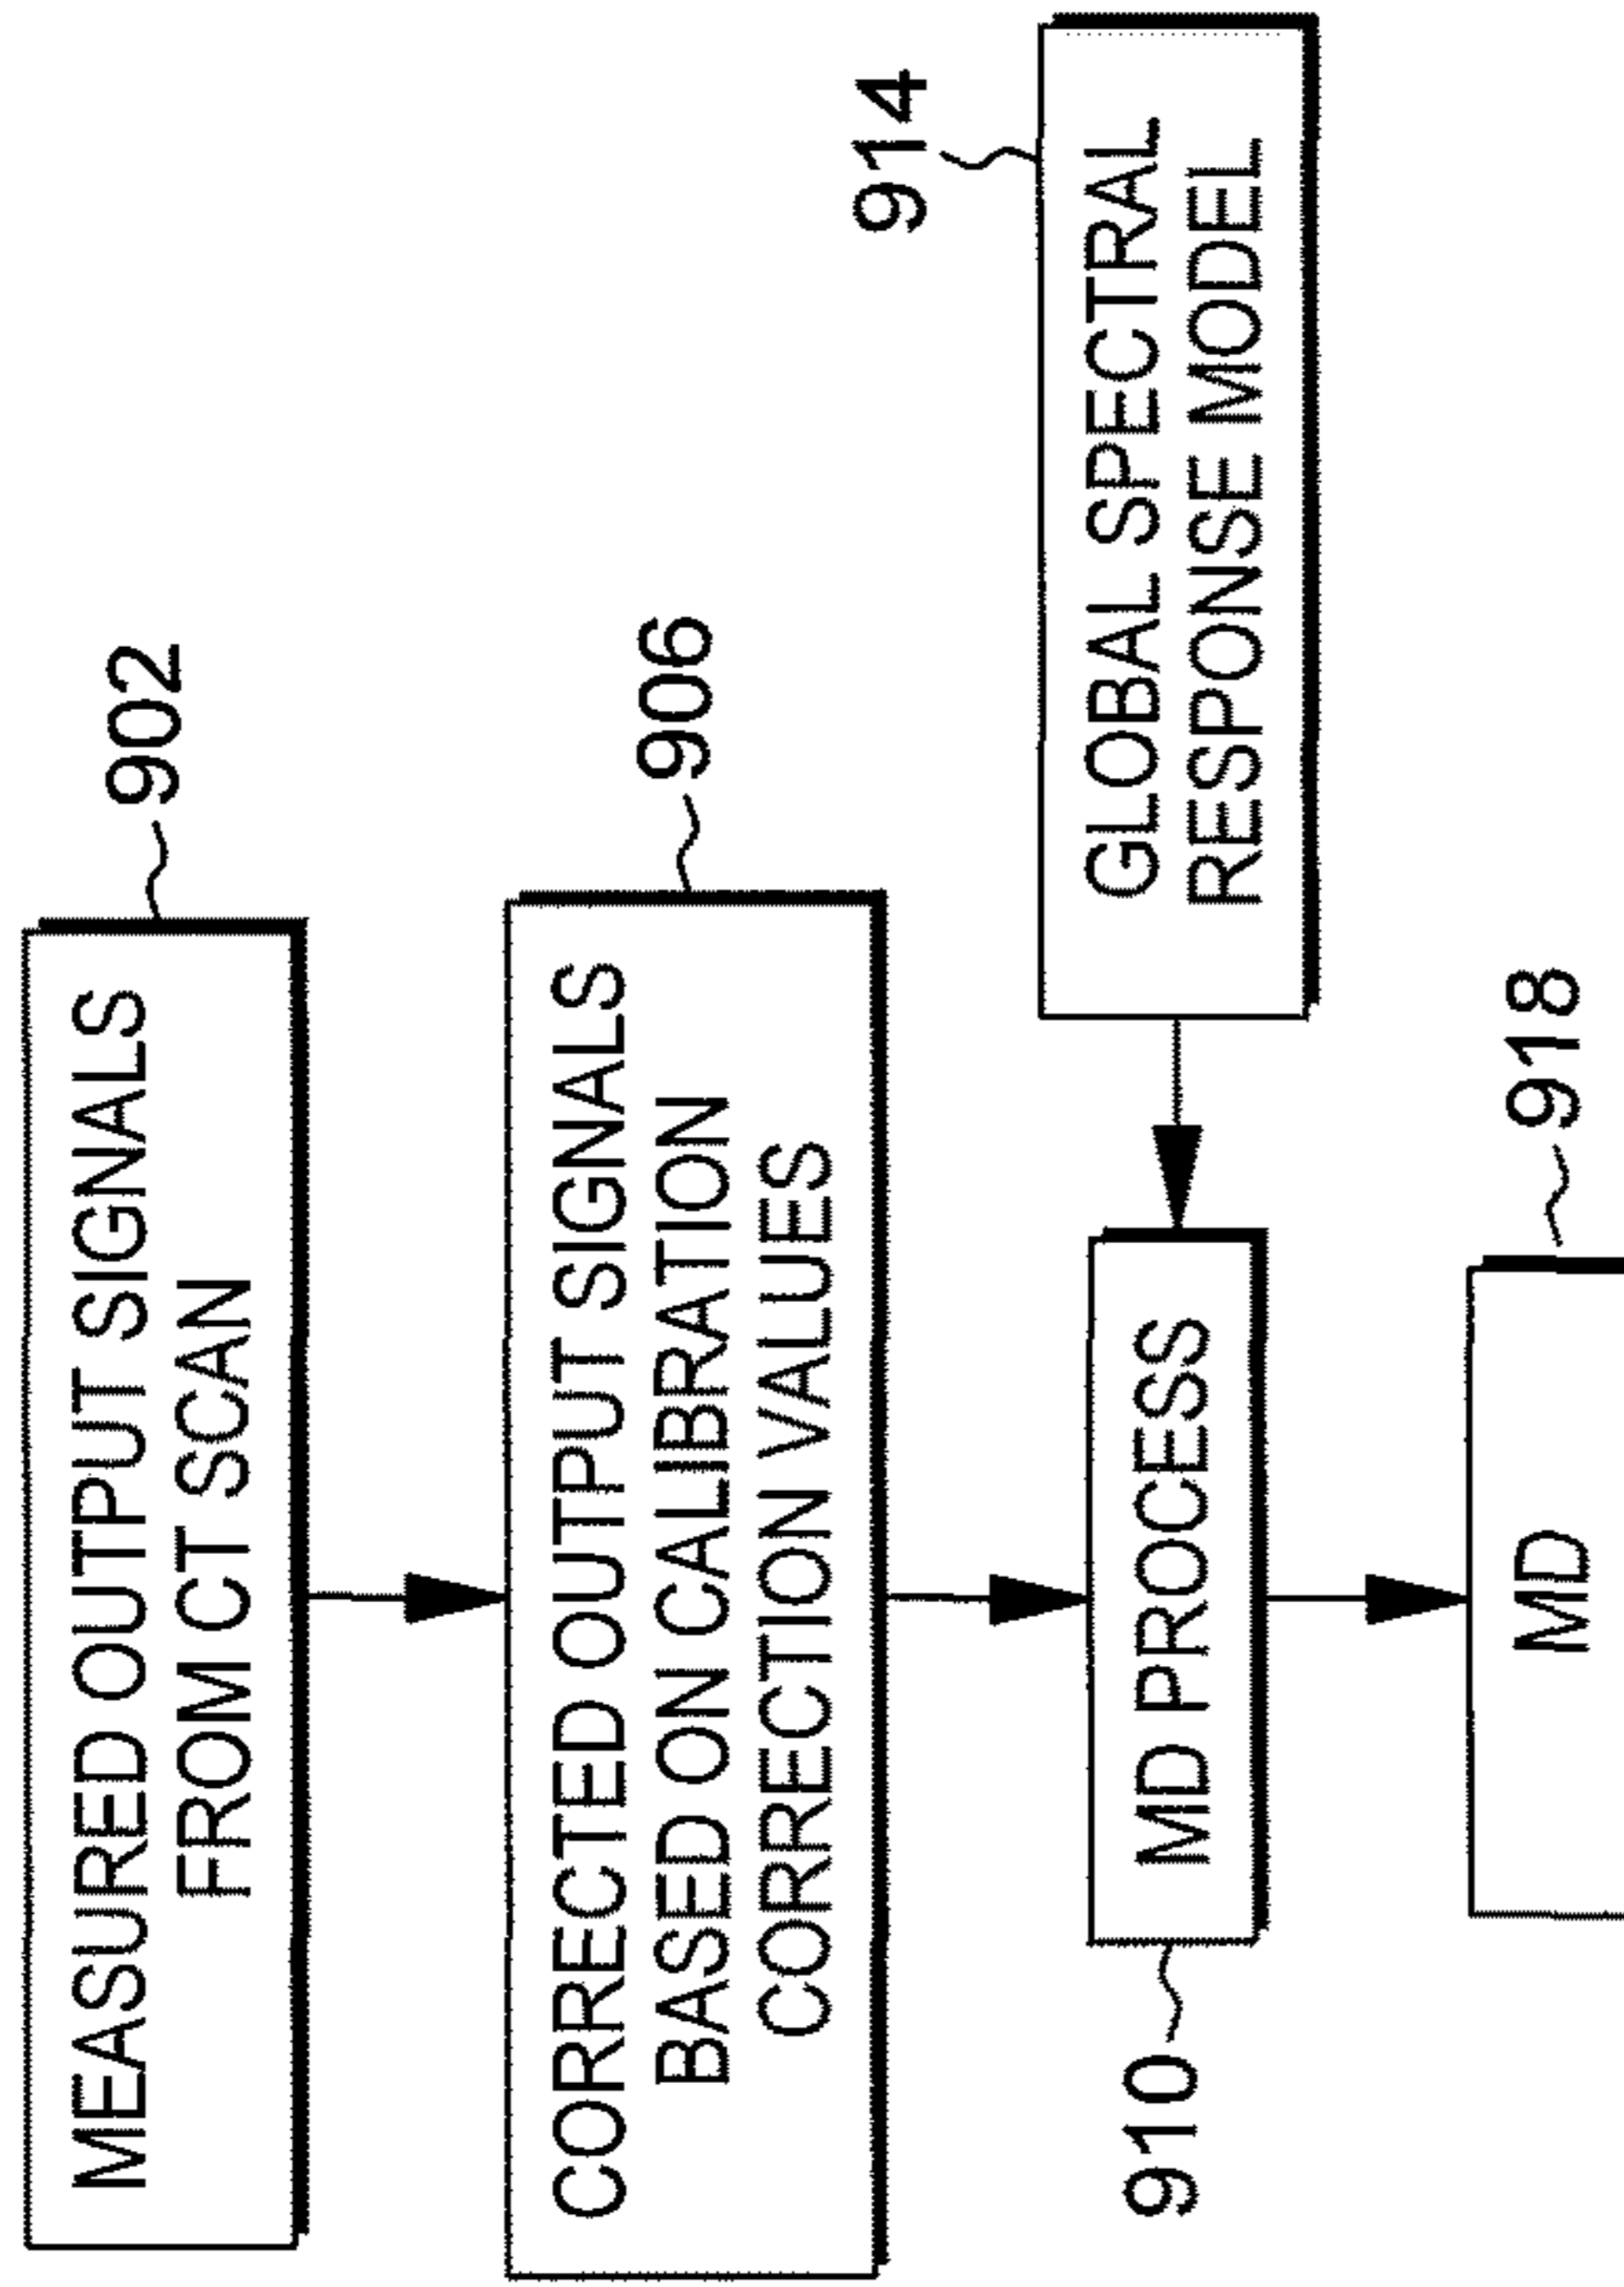 902
MEASURED OUTPUT SIGNALS
FROM CT SCAN
906
CORRECTED OUTPUT SIGNALS
BASED ON CALIBRATION
CORRECTION VALUES
914
GLOBAL SPECTRAL
RESPONSE MODEL
910
MD PROCESS
918
MD